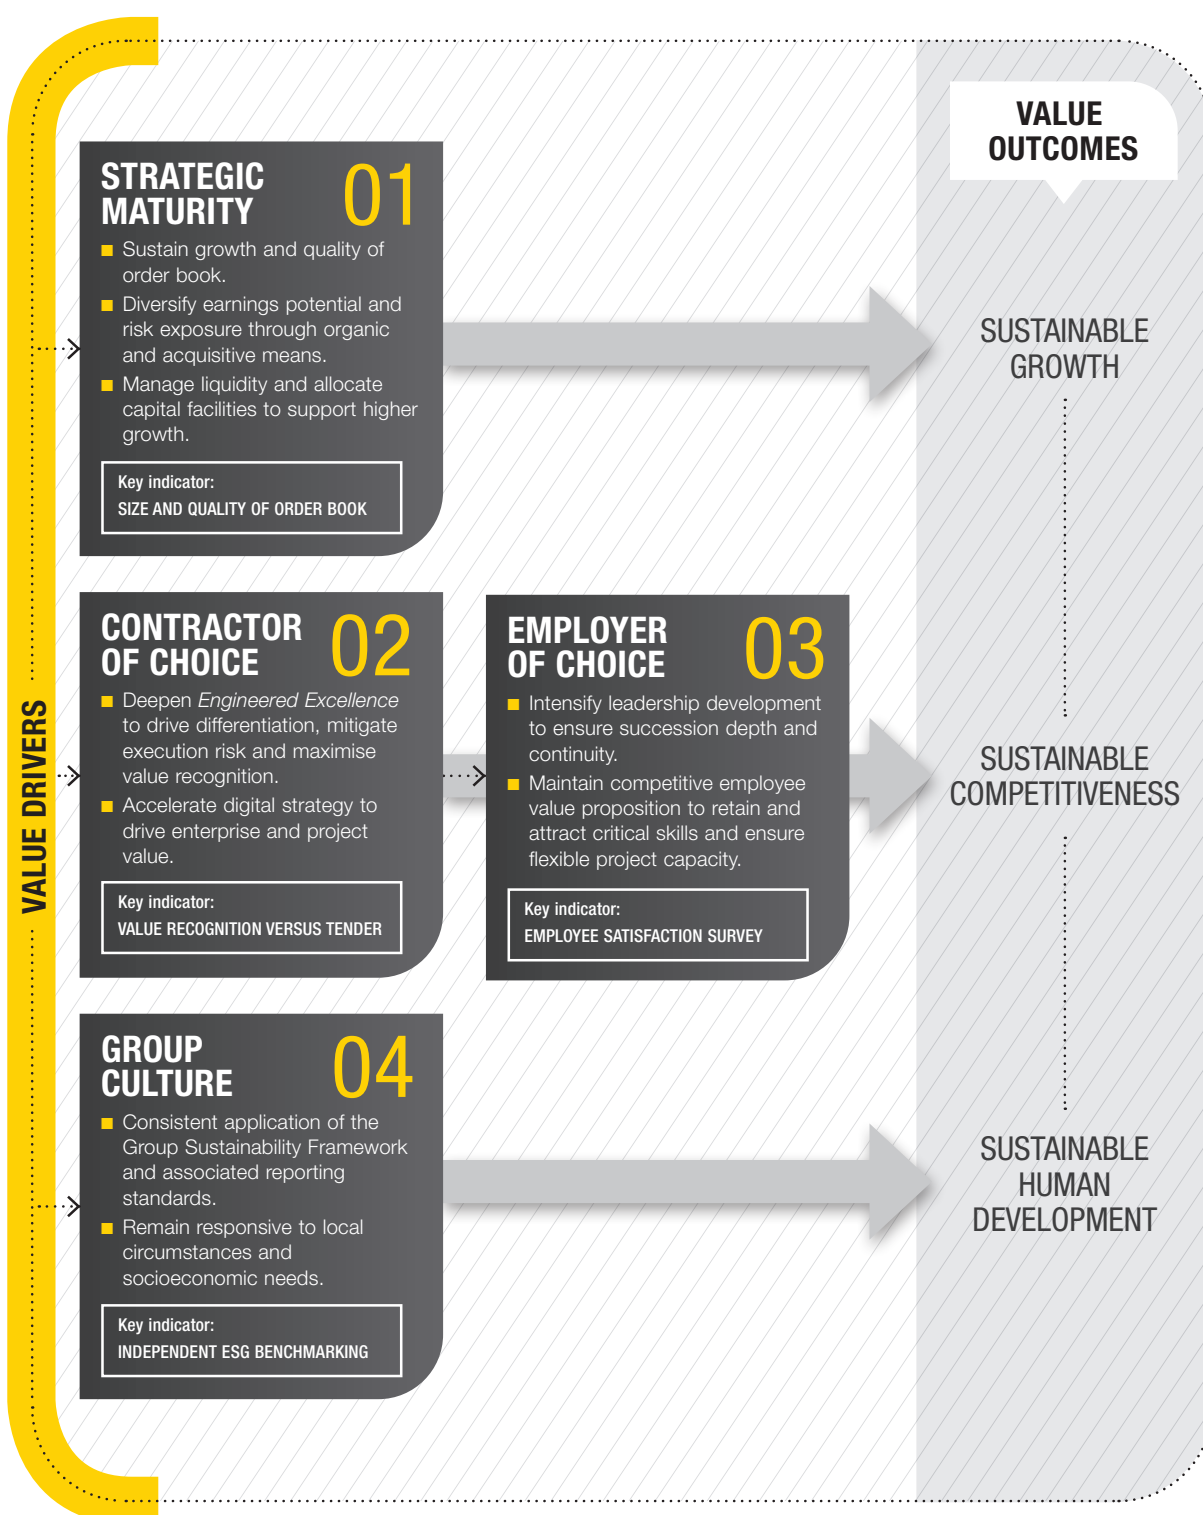 VALUE
OUTCOMES
VALUE DRIVERS
STRATEGIC
MATURITY
01
■ Sustain growth and quality of
order book.
■ Diversify earnings potential and
risk exposure through organic
and acquisitive means.
■ Manage liquidity and allocate
capital facilities to support higher
growth.
Key indicator:
SIZE AND QUALITY OF ORDER BOOK
SUSTAINABLE
GROWTH
CONTRACTOR
OF CHOICE
02
■ Deepen Engineered Excellence
to drive differentiation, mitigate
execution risk and maximise
value recognition.
■ Accelerate digital strategy to
drive enterprise and project
value.
Key indicator:
VALUE RECOGNITION VERSUS TENDER
EMPLOYER
OF CHOICE
03
■ Intensify leadership development
to ensure succession depth and
continuity.
■ Maintain competitive employee
value proposition to retain and
attract critical skills and ensure
flexible project capacity.
Key indicator:
EMPLOYEE SATISFACTION SURVEY
SUSTAINABLE
COMPETITIVENESS
GROUP
CULTURE
04
■ Consistent application of the
Group Sustainability Framework
and associated reporting
standards.
■ Remain responsive to local
circumstances and
socioeconomic needs.
Key indicator:
INDEPENDENT ESG BENCHMARKING
SUSTAINABLE
HUMAN
DEVELOPMENT